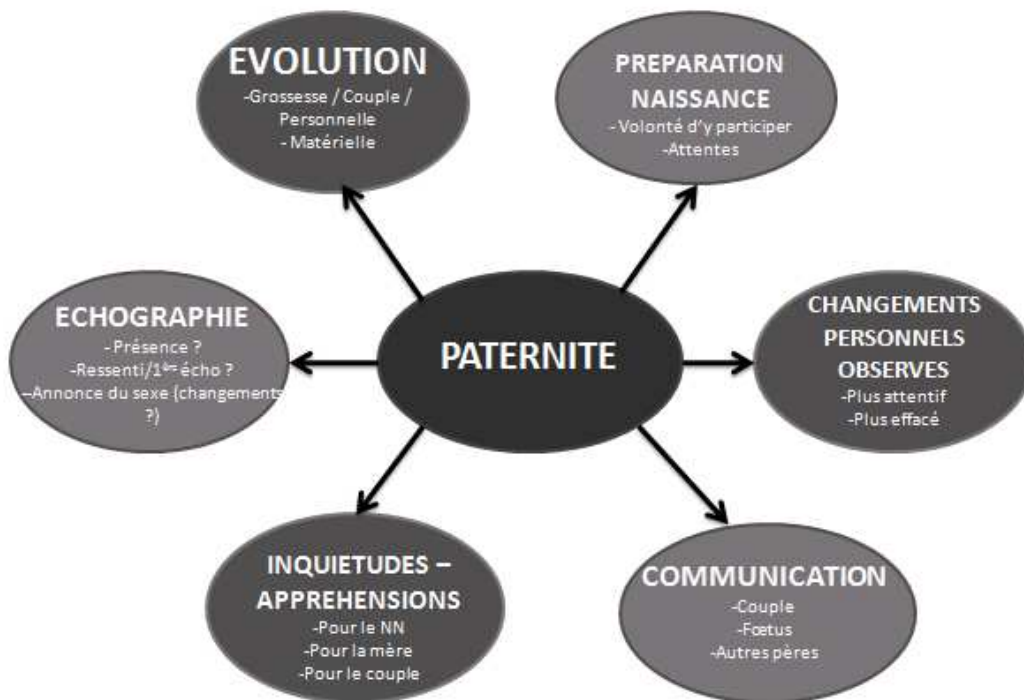 EVOLUTION
-Grossesse / Couple /
Personnelle
- Matérielle
PREPARATION
NAISSANCE
- Volonté d'y participer
-Attentes
ECHOGRAPHIE
- Présence ?
-Ressenti/1ère écho ?
–Annonce du sexe (changements
?)
PATERNITE
CHANGEMENTS
PERSONNELS
OBSERVES
-Plus attentif
-Plus effacé
INQUIETUDES –
APPREHENSIONS
-Pour le NN
-Pour la mère
-Pour le couple
COMMUNICATION
-Couple
-Fœtus
-Autres pères